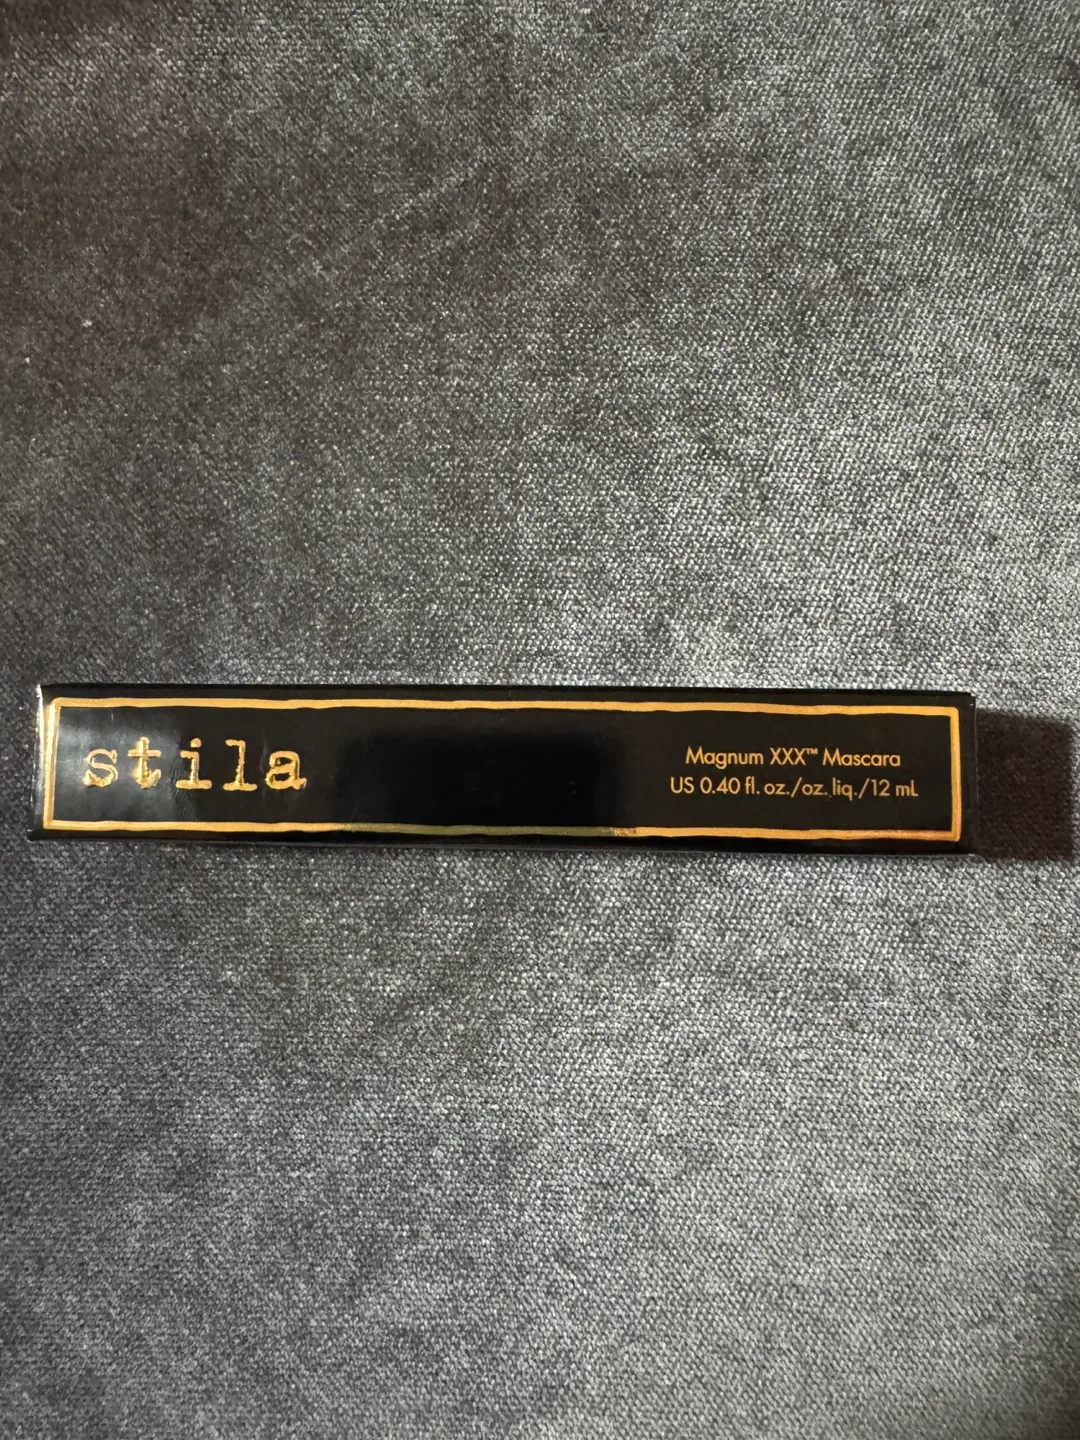 stila
Magnum XXX™ Mascara
US 0.40 fl. oz./oz. liq./12 mL